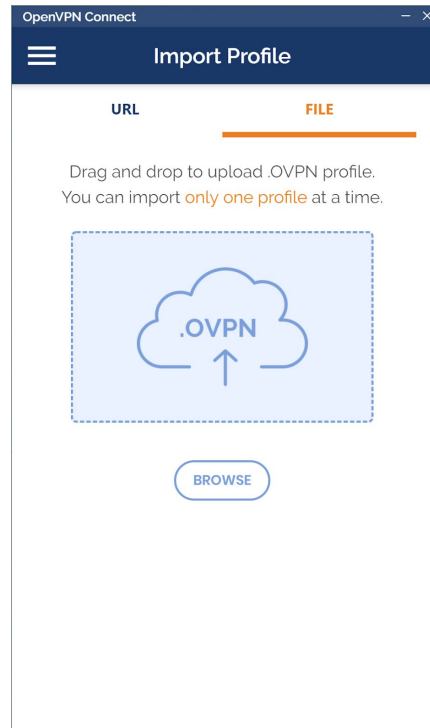 OpenVPN Connect
Import Profile
URL
FILE
Drag and drop to upload .OVPN profile.
You can import only one profile at a time.
.OVPN
BROWSE